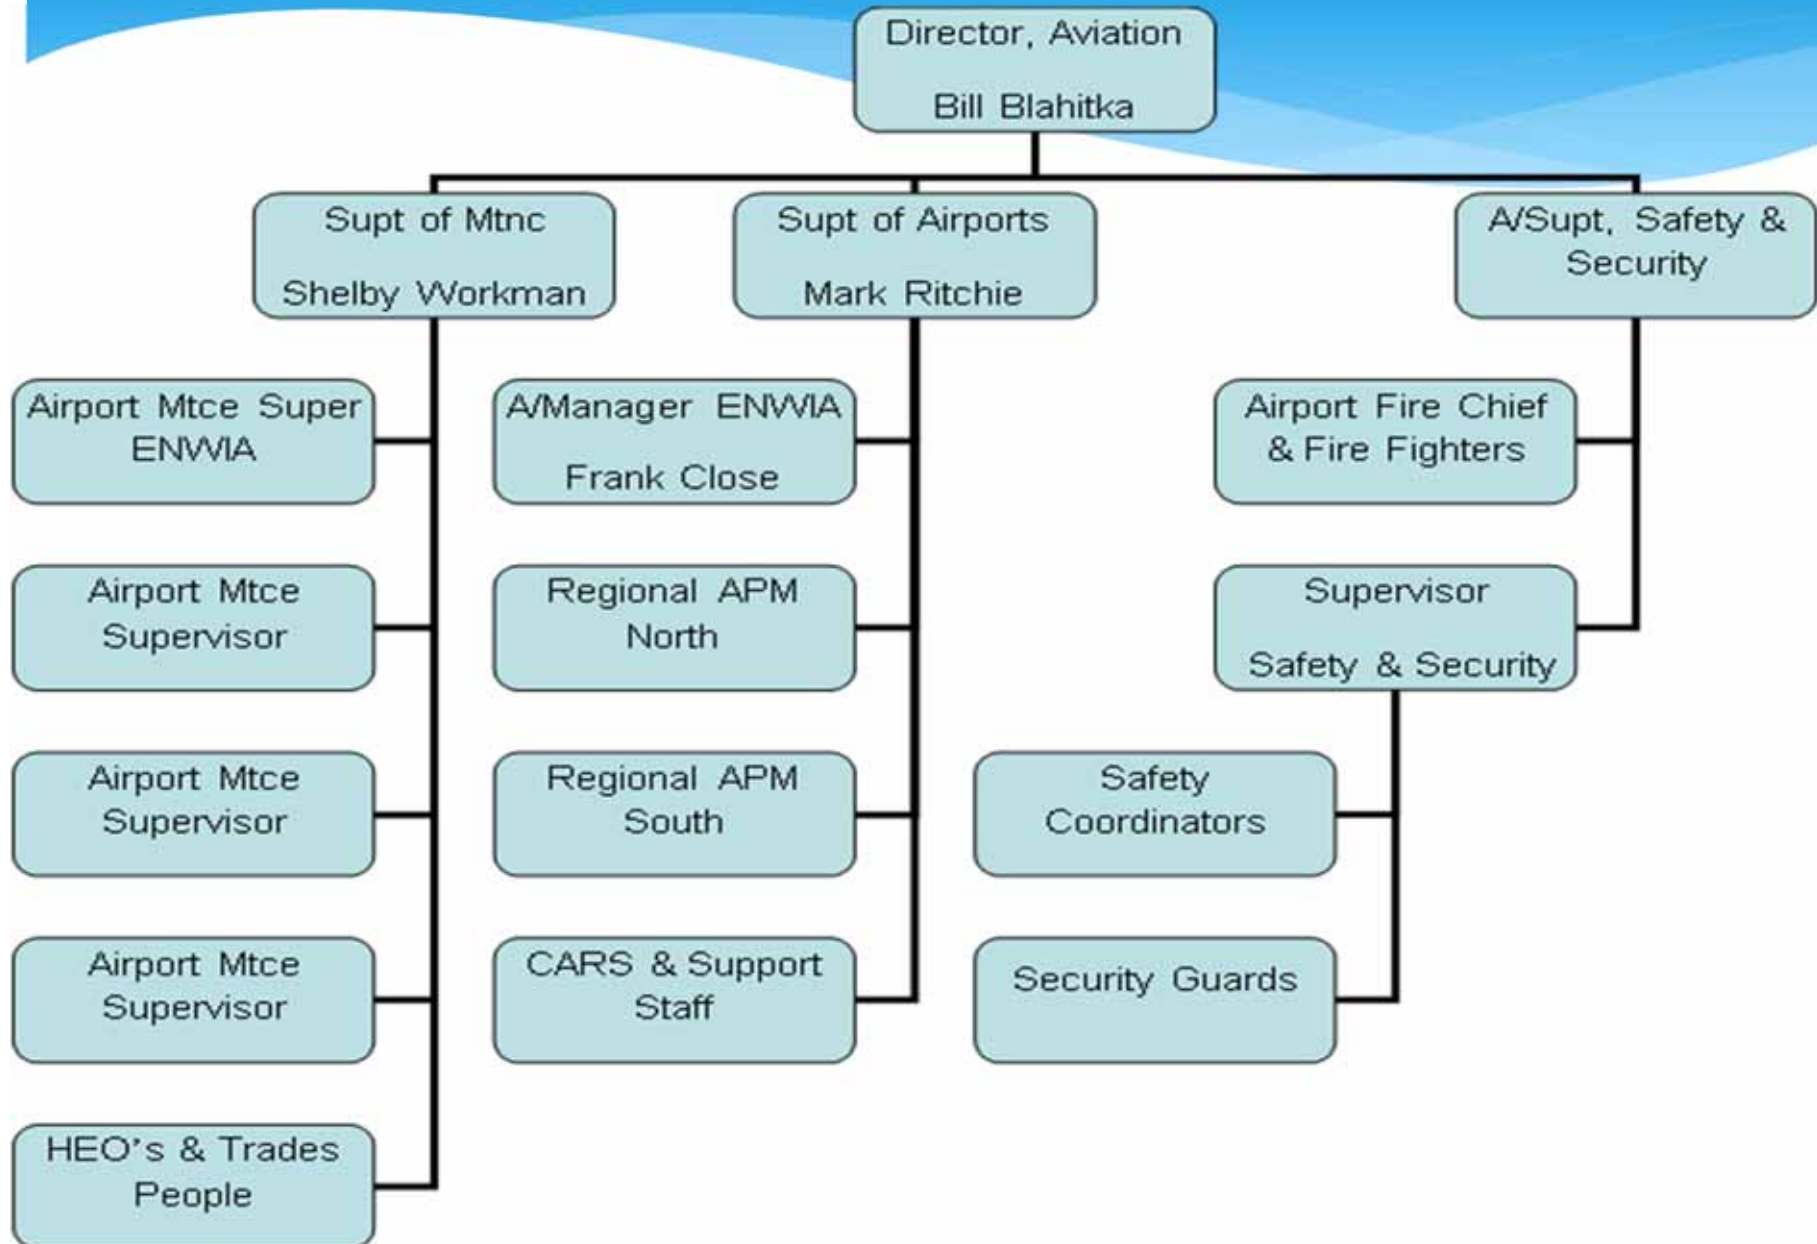 Director, Aviation
Bill Blahitka
Supt of Mtnc
Shelby Workman
Supt of Airports
Mark Ritchie
A/Supt, Safety &
Security
Airport Mtce Super
ENWIA
Airport Mtce
Supervisor
Airport Mtce
Supervisor
Airport Mtce
Supervisor
HEO's & Trades
People
A/Manager ENWIA
Frank Close
Regional APM
North
Regional APM
South
CARS & Support
Staff
Airport Fire Chief
& Fire Fighters
Supervisor
Safety & Security
Safety
Coordinators
Security Guards